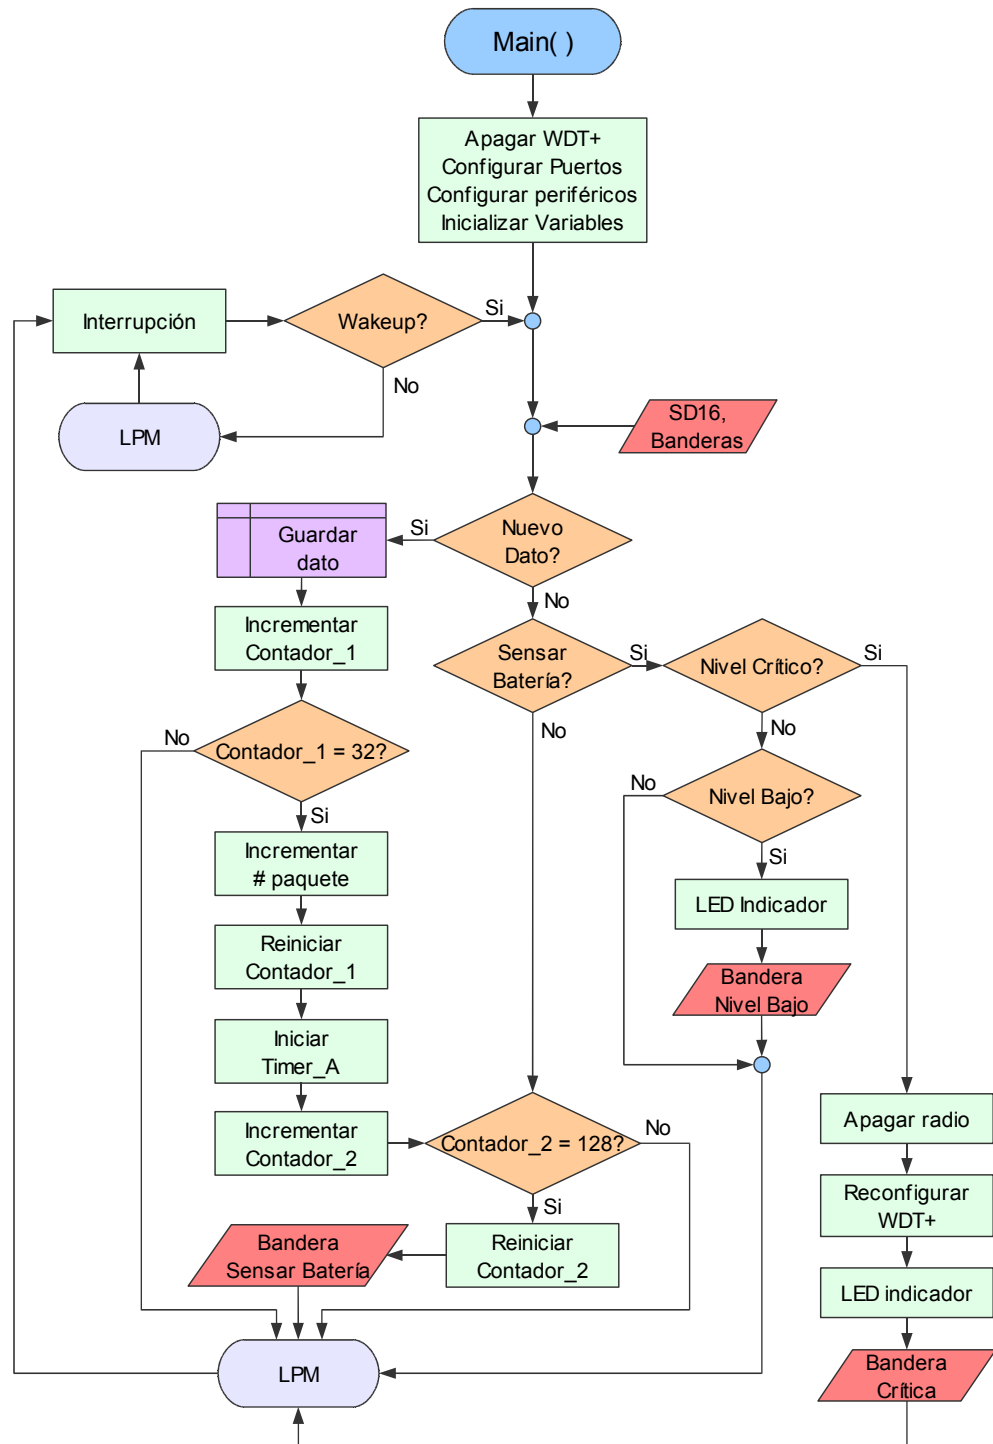 Main( )
Apagar WDT+
Configurar Puertos
Configurar periféricos
Inicializar Variables
Interrupción
Wakeup?
Si
No
LPM
SD16,
Banderas
Nuevo
Dato?
Si
No
Guardar
dato
Incrementar
Contador_1
Sensar
Batería?
Si
No
Nivel Crítico?
Si
No
Contador_1 = 32?
No
Si
Nivel Bajo?
No
Si
Incrementar
# paquete
LED Indicador
Reiniciar
Contador_1
Bandera
Nivel Bajo
Iniciar
Timer_A
Incrementar
Contador_2
Contador_2 = 128?
No
Si
Apagar radio
Reconfigurar
WDT+
Bandera
Sensar Batería
Reiniciar
Contador_2
LED indicador
LPM
Bandera
Crítica